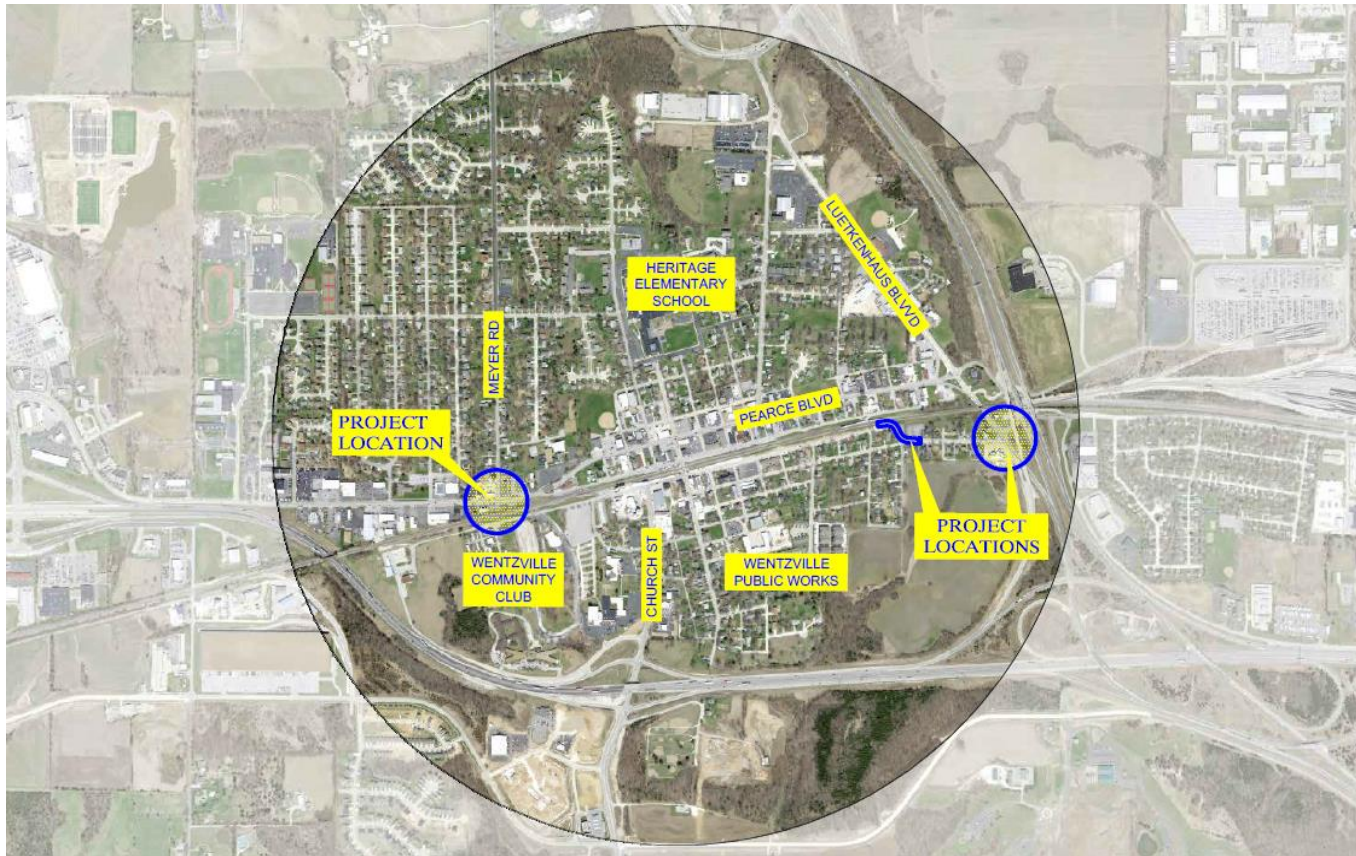 LUETKENHAUS BLVVD
HERITAGE
ELEMENTARY
SCHOOL
MEYER RD
PEARCE BLVD
PROJECT
LOCATION
PROJECT
LOCATIONS
WENTZVILLE
COMMUNITY
CLUB
CHURCH ST
WENTZVILLE
PUBLIC WORKS